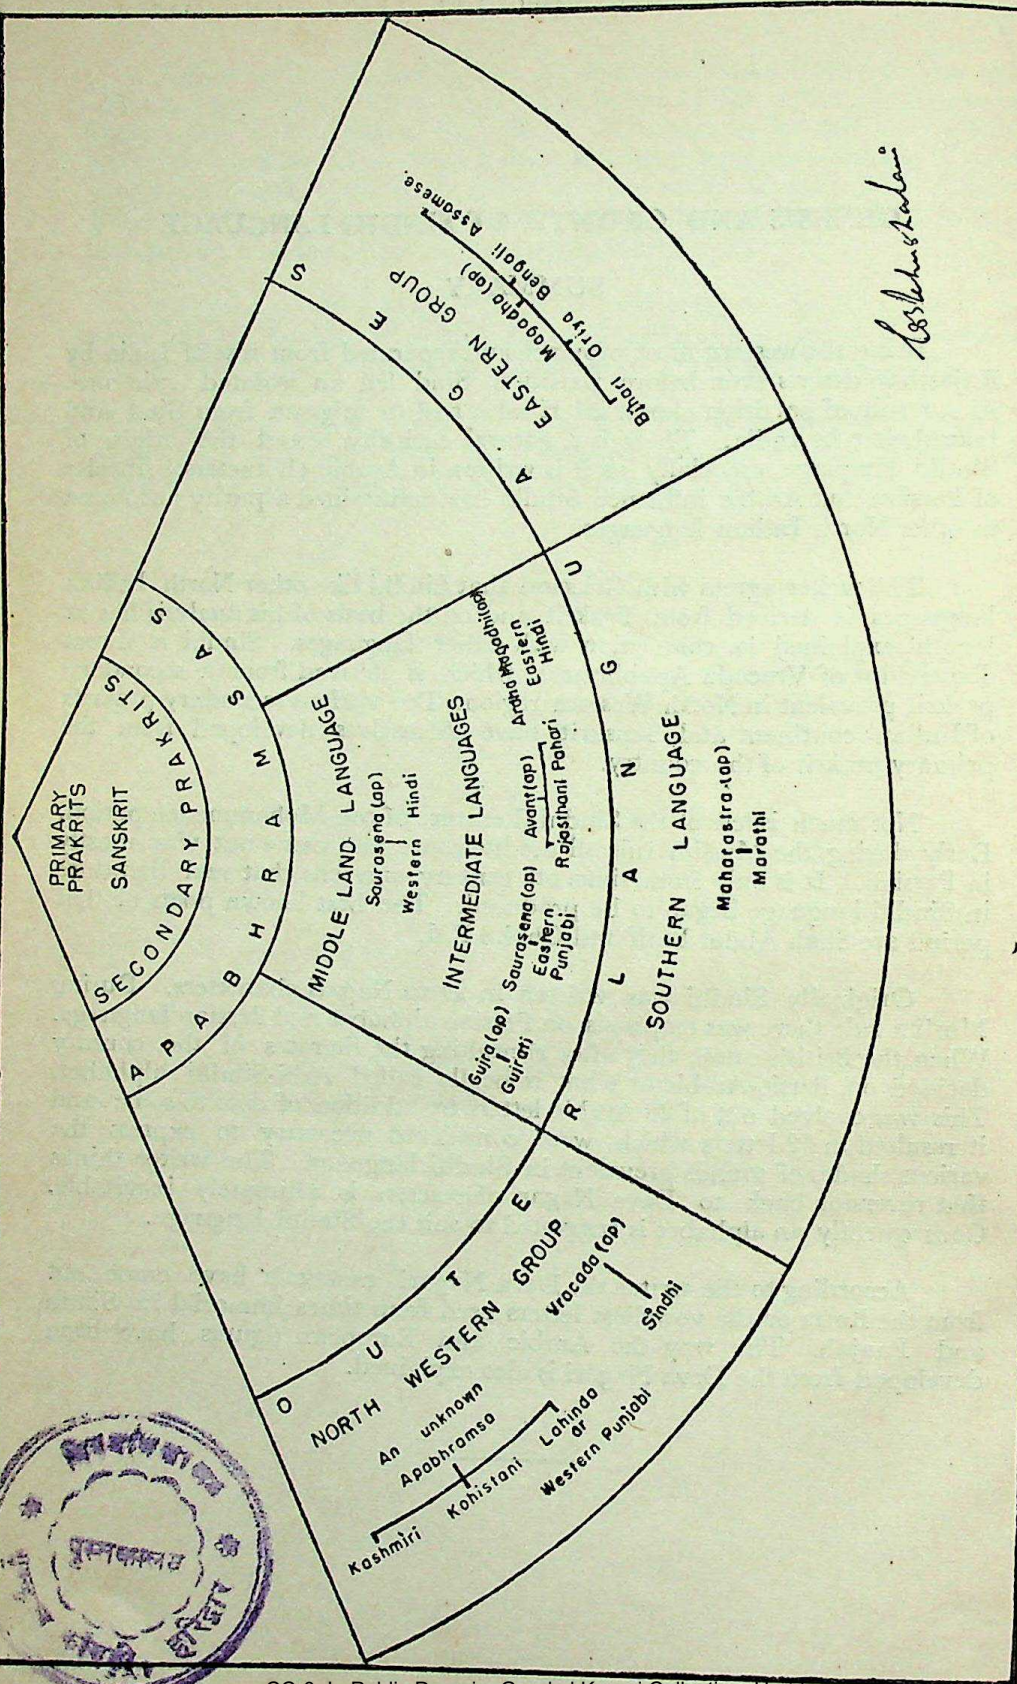 PRIMARY
PRAKRITS
SANSKRIT
SECONDARY PRAKRITS
APABHRAMSAS
MIDDLE LAND LANGUAGE
Saurasena (ap)
Western Hindi
INTERMEDIATE LANGUAGES
Gujra (ap)
Gujrati
Saurasena (ap)
Eastern
Punjabi
Avant (ap)
Rajasthani Pahari
Ardha Magadhi (ap)
Eastern
Hindi
OUTER LANGUAGES
NORTH WESTERN GROUP
An unknown
Apabhramsa
Kashmiri
Kohistani
Lahinda
or
Western Punjabi
Vracada (ap)
Sindhi
SOUTHERN LANGUAGE
Maharastra (ap)
Marathi
EASTERN GROUP
Magadha (ap)
Bihari Oriya Bengali Assamese.
पुस्तकालय
हरिद्वार